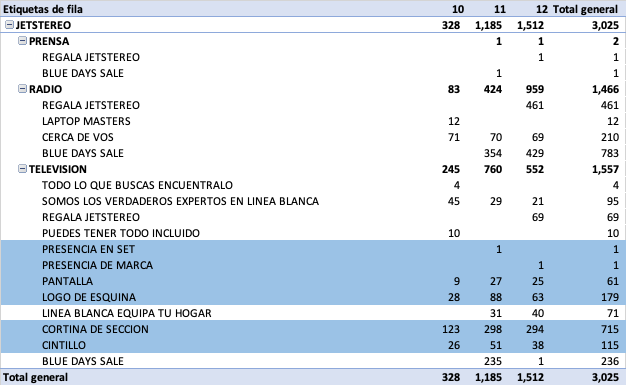 Etiquetas de fila 10 11 12 Total general
JETSTEREO 328 1,185 1,512 3,025
PRENSA 1 1 2
REGALA JETSTEREO 1 1
BLUE DAYS SALE 1 1
RADIO 83 424 959 1,466
REGALA JETSTEREO 461 461
LAPTOP MASTERS 12 12
CERCA DE VOS 71 70 69 210
BLUE DAYS SALE 354 429 783
TELEVISION 245 760 552 1,557
TODO LO QUE BUSCAS ENCUENTRALO 4 4
SOMOS LOS VERDADEROS EXPERTOS EN LINEA BLANCA 45 29 21 95
REGALA JETSTEREO 69 69
PUEDES TENER TODO INCLUIDO 10 10
PRESENCIA EN SET 1 1
PRESENCIA DE MARCA 1 1
PANTALLA 9 27 25 61
LOGO DE ESQUINA 28 88 63 179
LINEA BLANCA EQUIPA TU HOGAR 31 40 71
CORTINA DE SECCION 123 298 294 715
CINTILLO 26 51 38 115
BLUE DAYS SALE 235 1 236
Total general 328 1,185 1,512 3,025